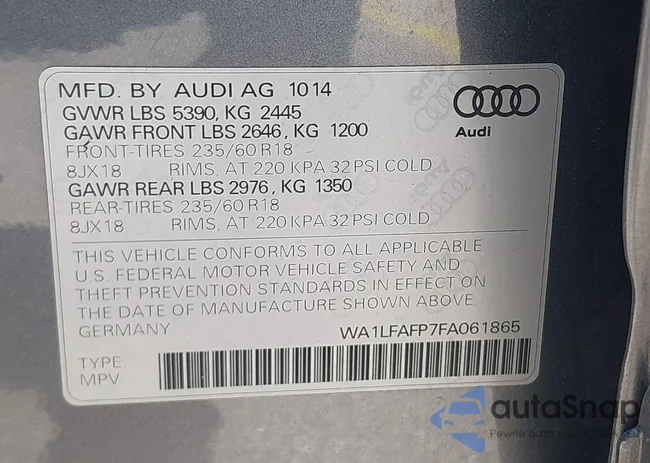 MFD. BY AUDI AG 1014
GVWR LBS 5390, KG 2445
GAWR FRONT LBS 2646, KG 1200
FRONT-TIRES 235/60 R18
8JX18 RIMS, AT 220 KPA 32 PSI COLD
GAWR REAR LBS 2976, KG 1350
REAR-TIRES 235/60 R18
8JX18 RIMS, AT 220 KPA 32 PSI COLD
Audi
THIS VEHICLE CONFORMS TO ALL APPLICABLE
U.S. FEDERAL MOTOR VEHICLE SAFETY AND
THEFT PREVENTION STANDARDS IN EFFECT ON
THE DATE OF MANUFACTURE SHOWN ABOVE.
GERMANY WA1LFAFP7FA061865
TYPE:
MPV
autoSnap